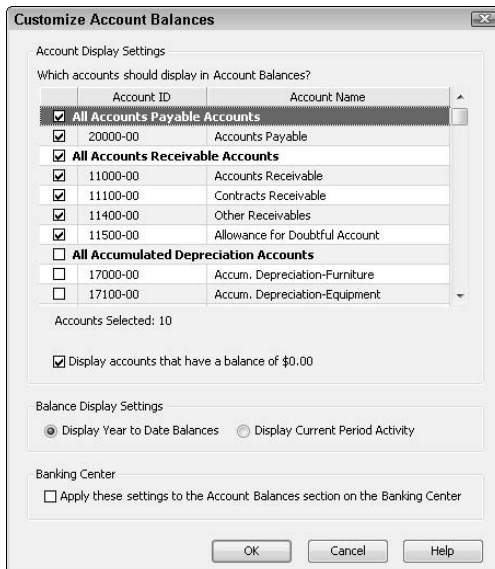 Customize Account Balances
Account Display Settings
Which accounts should display in Account Balances?
Account ID Account Name
All Accounts Payable Accounts
20000-00 Accounts Payable
All Accounts Receivable Accounts
11000-00 Accounts Receivable
11100-00 Contracts Receivable
11400-00 Other Receivables
11500-00 Allowance for Doubtful Account
All Accumulated Depreciation Accounts
17000-00 Accum. Depreciation-Furniture
17100-00 Accum. Depreciation-Equipment
Accounts Selected: 10
Display accounts that have a balance of $0.00
Balance Display Settings
Display Year to Date Balances Display Current Period Activity
Banking Center
Apply these settings to the Account Balances section on the Banking Center
OK Cancel Help